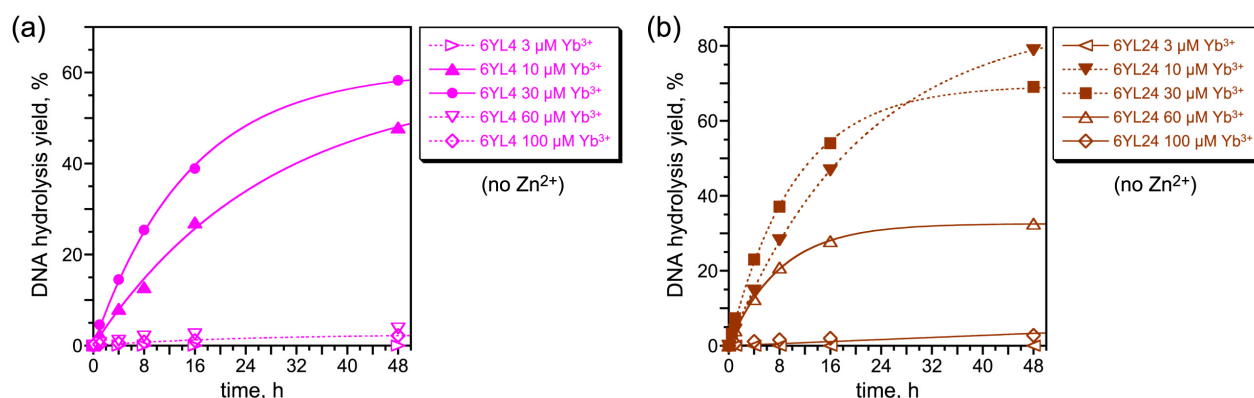 (a)
DNA hydrolysis yield, %
60
40
20
0
0 8 16 24 32 40 48
time, h
6YL4 3 μM Yb³⁺
6YL4 10 μM Yb³⁺
6YL4 30 μM Yb³⁺
6YL4 60 μM Yb³⁺
6YL4 100 μM Yb³⁺
(no Zn²⁺)
(b)
DNA hydrolysis yield, %
80
60
40
20
0
0 8 16 24 32 40 48
time, h
6YL24 3 μM Yb³⁺
6YL24 10 μM Yb³⁺
6YL24 30 μM Yb³⁺
6YL24 60 μM Yb³⁺
6YL24 100 μM Yb³⁺
(no Zn²⁺)